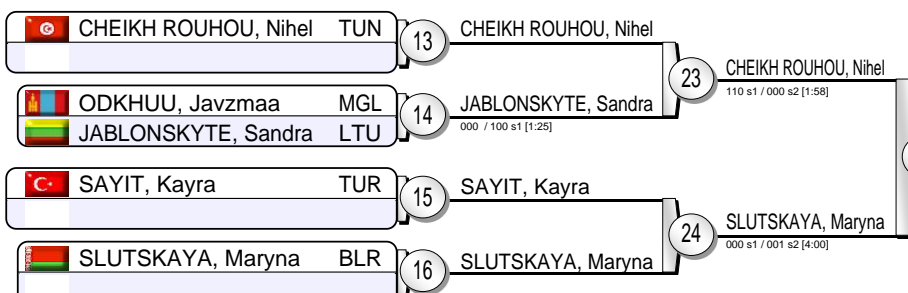 CHEIKH ROUHOU, Nihel TUN
13
CHEIKH ROUHOU, Nihel
23
CHEIKH ROUHOU, Nihel
110 s1 / 000 s2 [1:58]
ODKHUU, Javzmaa MGL
JABLONSKYTE, Sandra LTU
14
JABLONSKYTE, Sandra
000 / 100 s1 [1:25]
SAYIT, Kayra TUR
15
SAYIT, Kayra
24
SLUTSKAYA, Maryna
000 s1 / 001 s2 [4:00]
SLUTSKAYA, Maryna BLR
16
SLUTSKAYA, Maryna